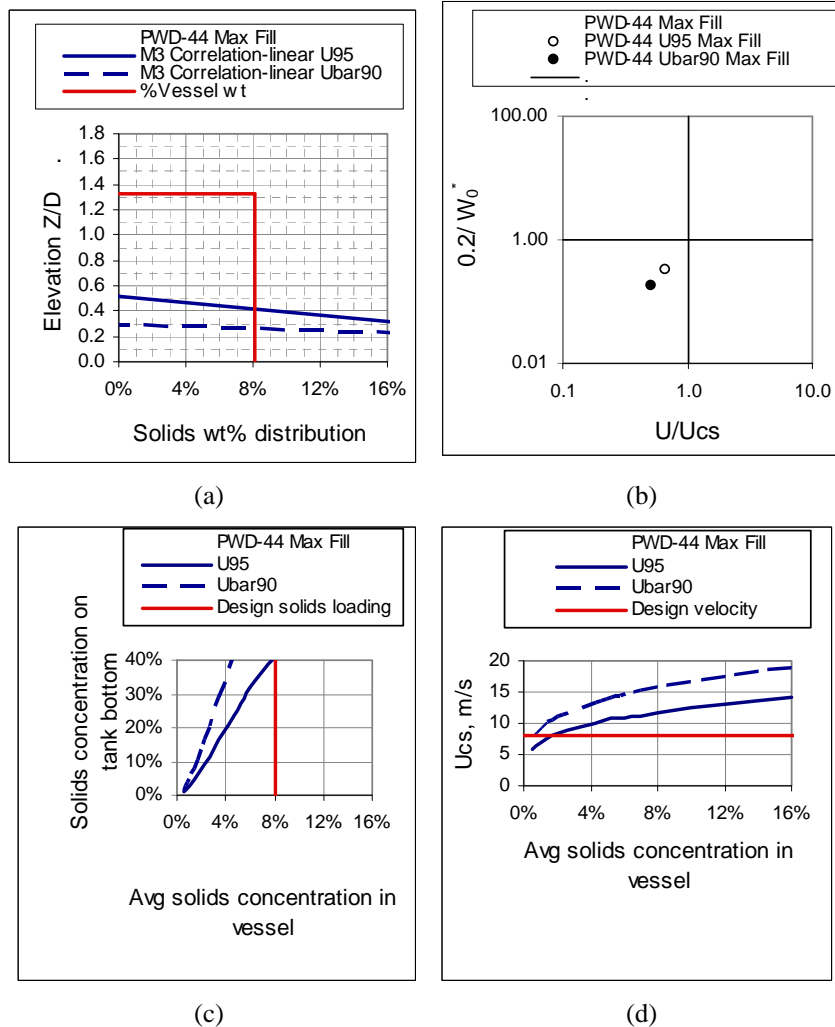 PWD-44 Max Fill
M3 Correlation-linear U95
M3 Correlation-linear Ubar90
%Vessel wt
Elevation Z/D
1.8
1.6
1.4
1.2
1.0
0.8
0.6
0.4
0.2
0.0
0% 4% 8% 12% 16%
Solids wt% distribution
(a)
PWD-44 Max Fill
PWD-44 U95 Max Fill
PWD-44 Ubar90 Max Fill
0.2/ W0*
100.00
1.00
0.01
0.1 1.0 10.0
U/Ucs
(b)
PWD-44 Max Fill
U95
Ubar90
Design solids loading
Solids concentration on
tank bottom
40%
30%
20%
10%
0%
0% 4% 8% 12% 16%
Avg solids concentration in
vessel
(c)
PWD-44 Max Fill
U95
Ubar90
Design velocity
Ucs, m/s
20
15
10
5
0
0% 4% 8% 12% 16%
Avg solids concentration in
vessel
(d)